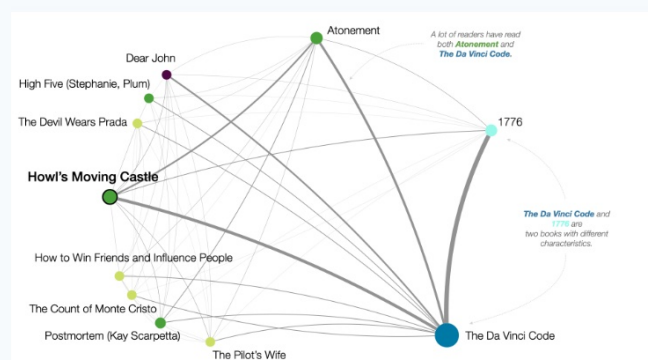 Atonement
A lot of readers have read
both Atonement and
The Da Vinci Code.
Dear John
High Five (Stephanie, Plum)
The Devil Wears Prada
1776
Howl's Moving Castle
The Da Vinci Code and
1776 are
two books with different
characteristics.
How to Win Friends and Influence People
The Count of Monte Cristo
Postmortem (Kay Scarpetta)
The Pilot's Wife
The Da Vinci Code